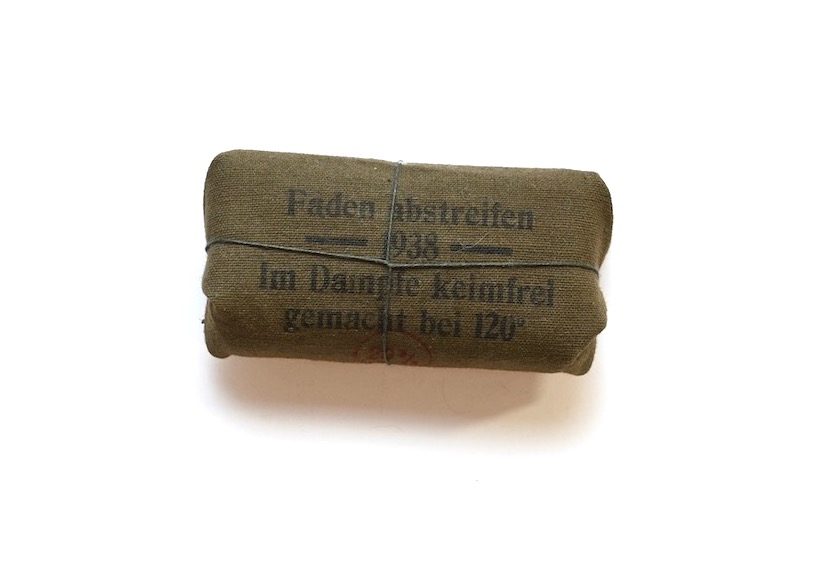 Faden abstreifen
— 1938 —
Im Dampfe keimfrei
gemacht bei 120°